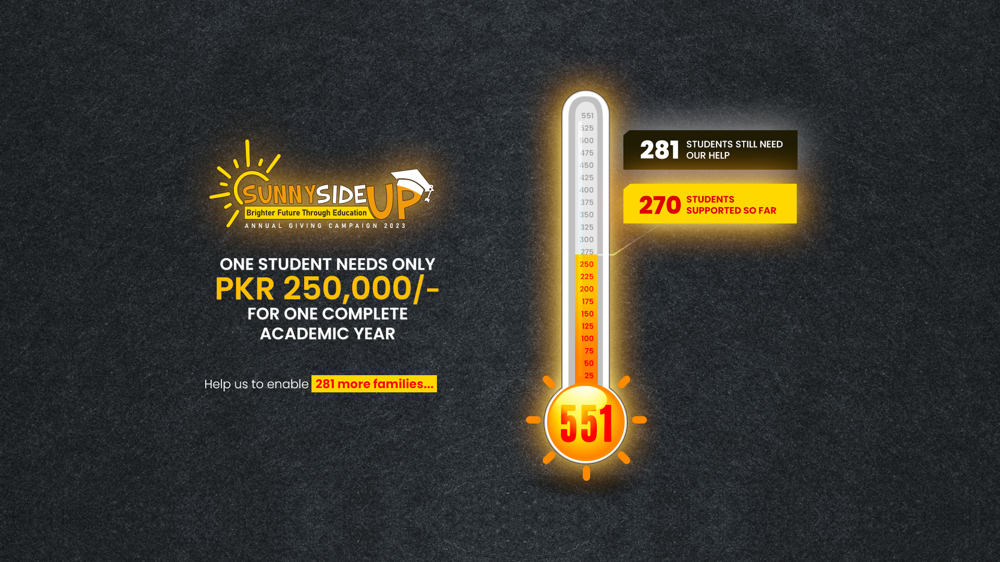 SUNNYSIDEUP
Brighter Future Through Education
ANNUAL GIVING CAMPAIGN 2023
ONE STUDENT NEEDS ONLY
PKR 250,000/-
FOR ONE COMPLETE
ACADEMIC YEAR
Help us to enable 281 more families...
551
525
500
475
450
425
400
375
350
325
300
275
250
225
200
175
150
125
100
75
50
25
551
281 STUDENTS STILL NEED
OUR HELP
270 STUDENTS
SUPPORTED SO FAR